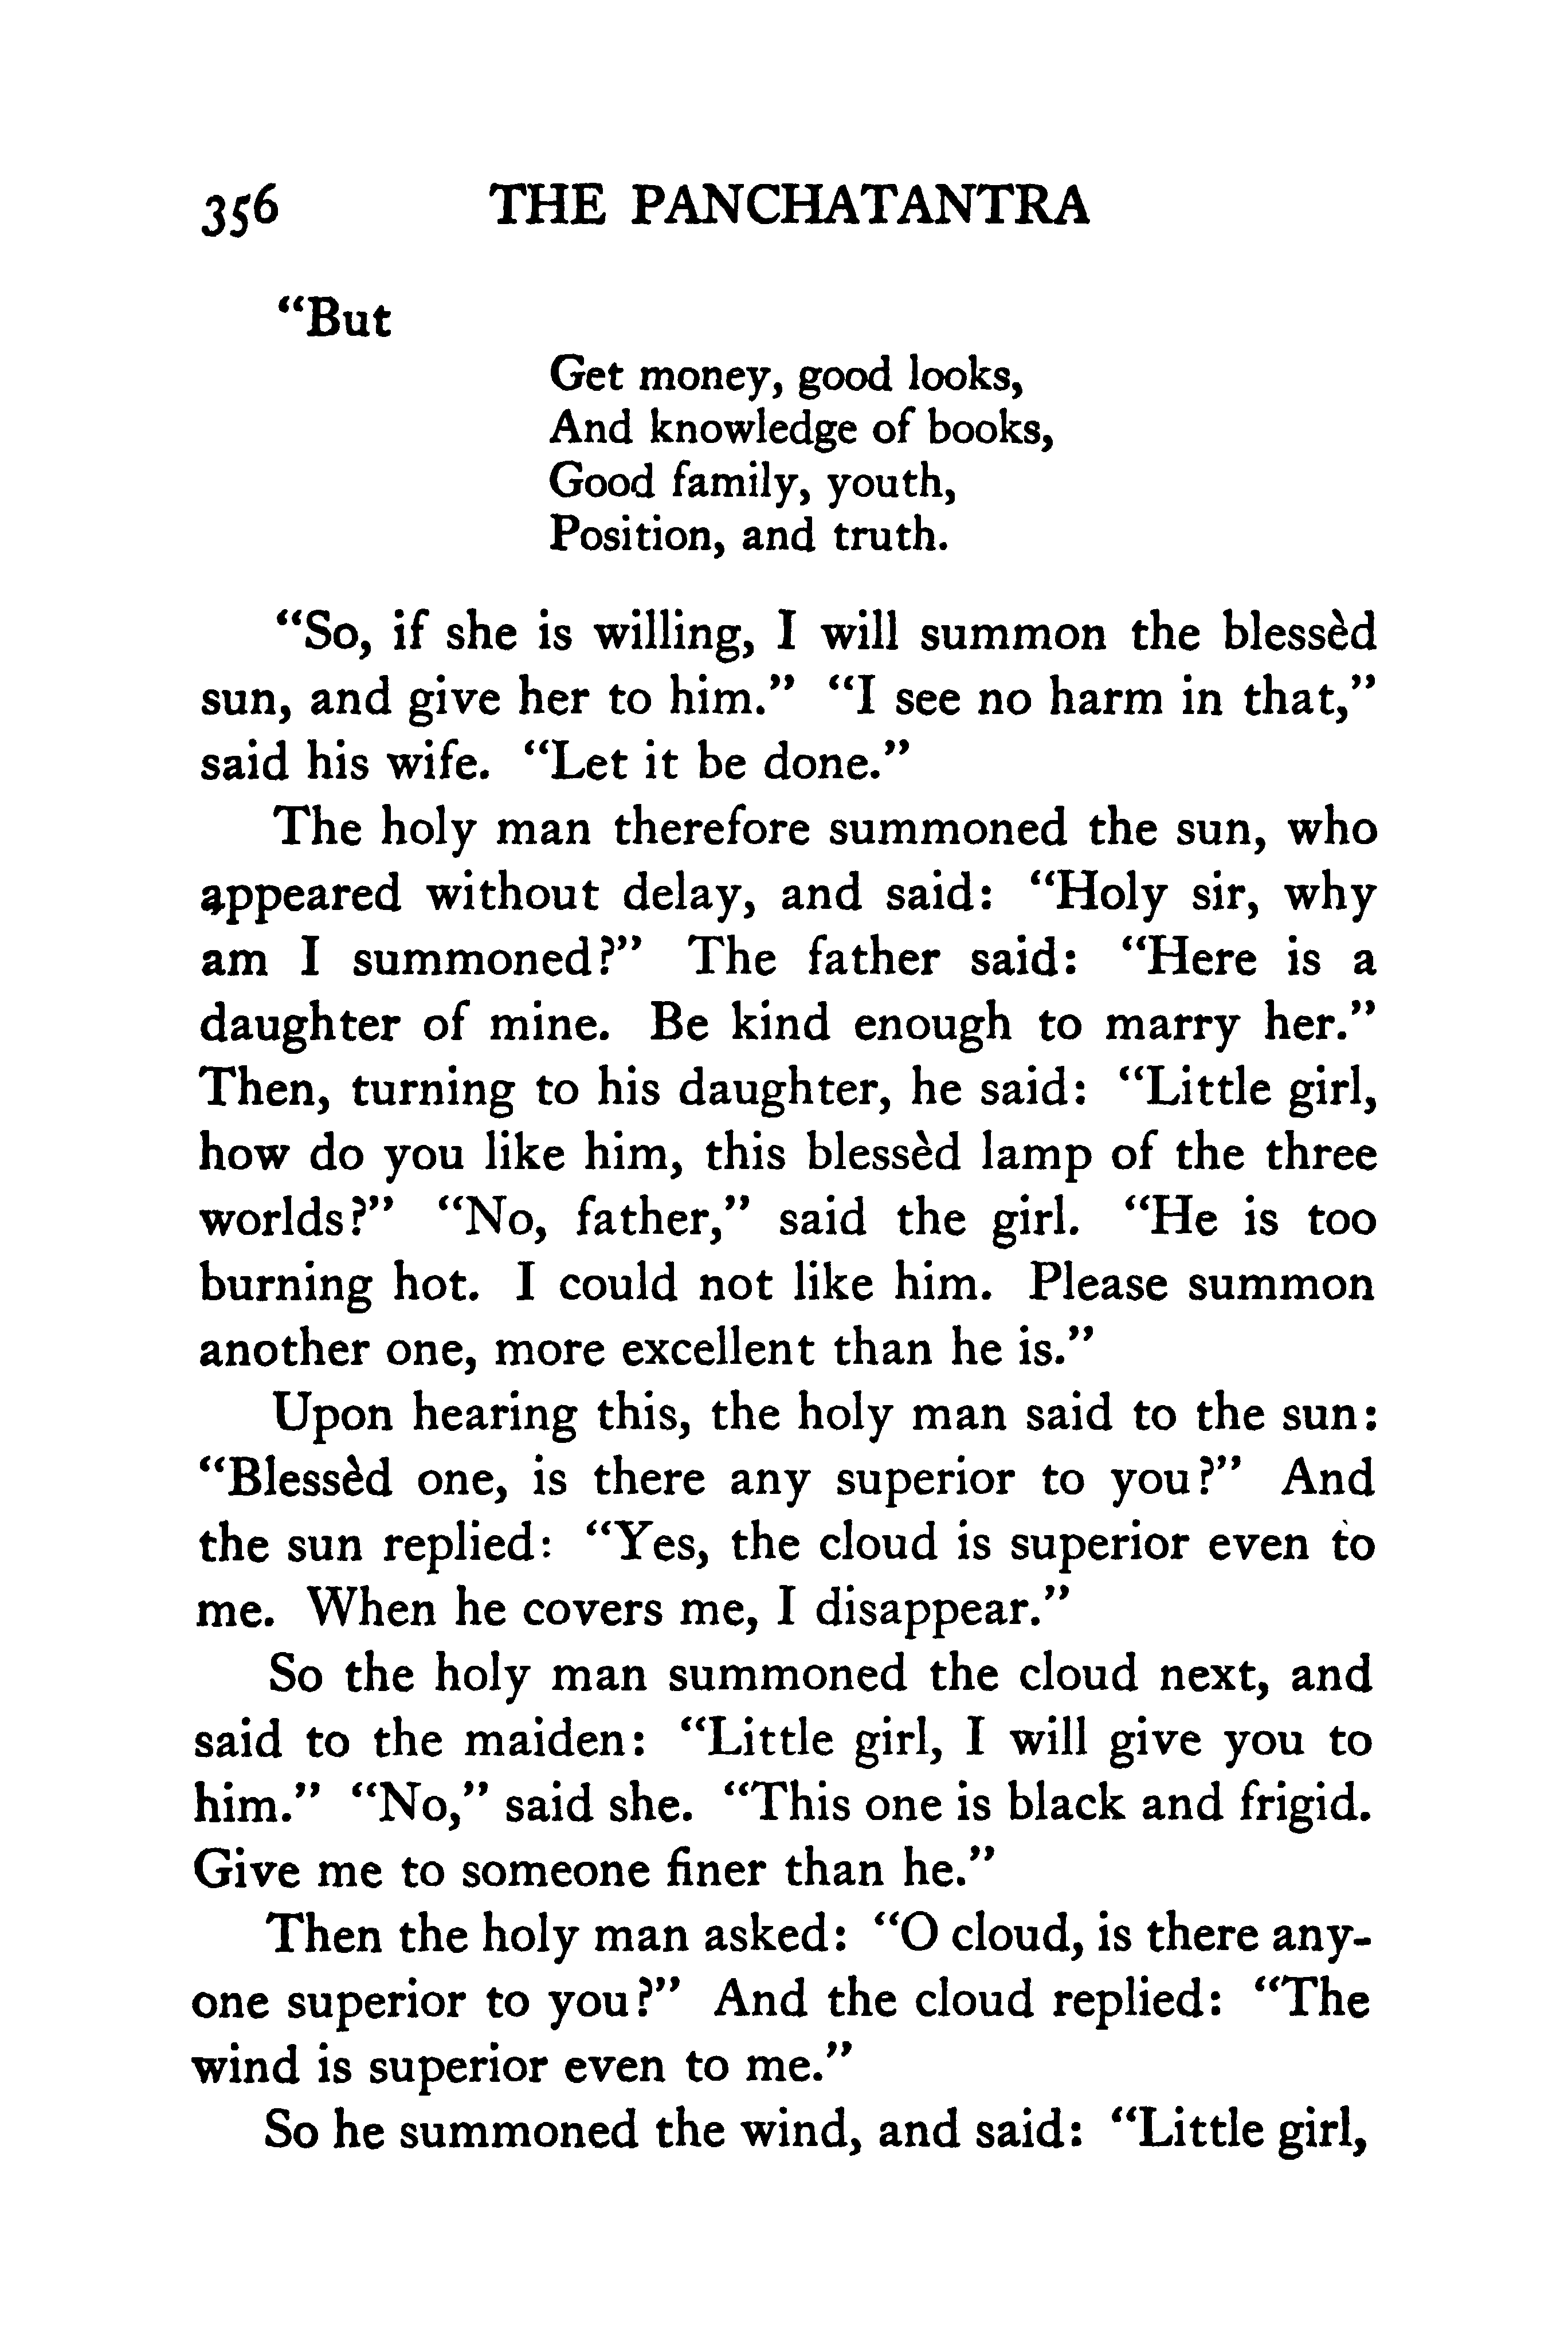 356 THE PANCHATANTRA
“But
Get money, good looks,
And knowledge of books,
Good family, youth,
Position, and truth.
“So, if she is willing, I will summon the blessèd
sun, and give her to him.” “I see no harm in that,”
said his wife. “Let it be done.”
The holy man therefore summoned the sun, who
appeared without delay, and said: “Holy sir, why
am I summoned?” The father said: “Here is a
daughter of mine. Be kind enough to marry her.”
Then, turning to his daughter, he said: “Little girl,
how do you like him, this blessèd lamp of the three
worlds?” “No, father,” said the girl. “He is too
burning hot. I could not like him. Please summon
another one, more excellent than he is.”
Upon hearing this, the holy man said to the sun:
“Blessèd one, is there any superior to you?” And
the sun replied: “Yes, the cloud is superior even to
me. When he covers me, I disappear.”
So the holy man summoned the cloud next, and
said to the maiden: “Little girl, I will give you to
him.” “No,” said she. “This one is black and frigid.
Give me to someone finer than he.”
Then the holy man asked: “O cloud, is there any-
one superior to you?” And the cloud replied: “The
wind is superior even to me.”
So he summoned the wind, and said: “Little girl,